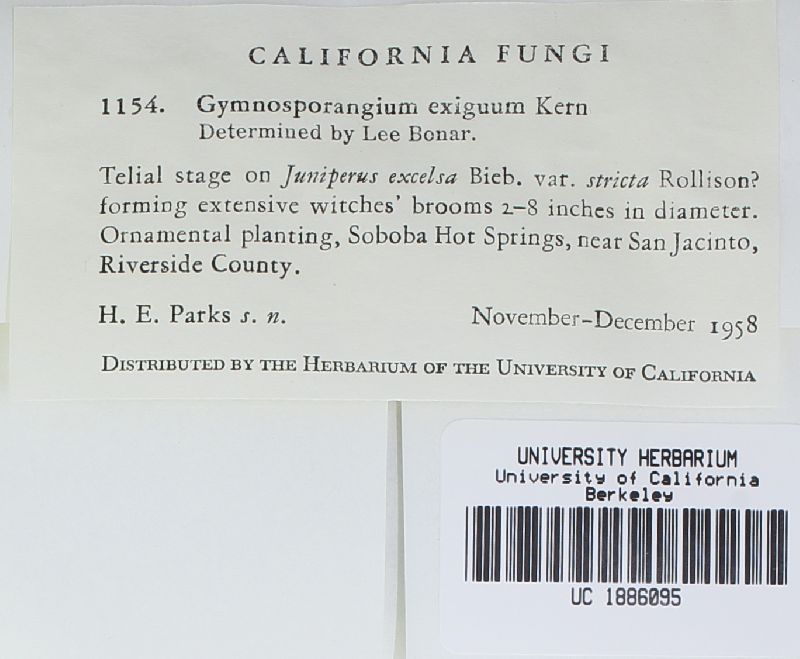 CALIFORNIA FUNGI
1154. Gymnosporangium exiguum Kern
Determined by Lee Bonar.
Telial stage on Juniperus excelsa Bieb. var. stricta Rollison?
forming extensive witches' brooms 2-8 inches in diameter.
Ornamental planting, Soboba Hot Springs, near San Jacinto,
Riverside County.
H. E. Parks s. n. November-December 1958
DISTRIBUTED BY THE HERBARIUM OF THE UNIVERSITY OF CALIFORNIA
UNIVERSITY HERBARIUM
University of California
Berkeley
UC 1886095